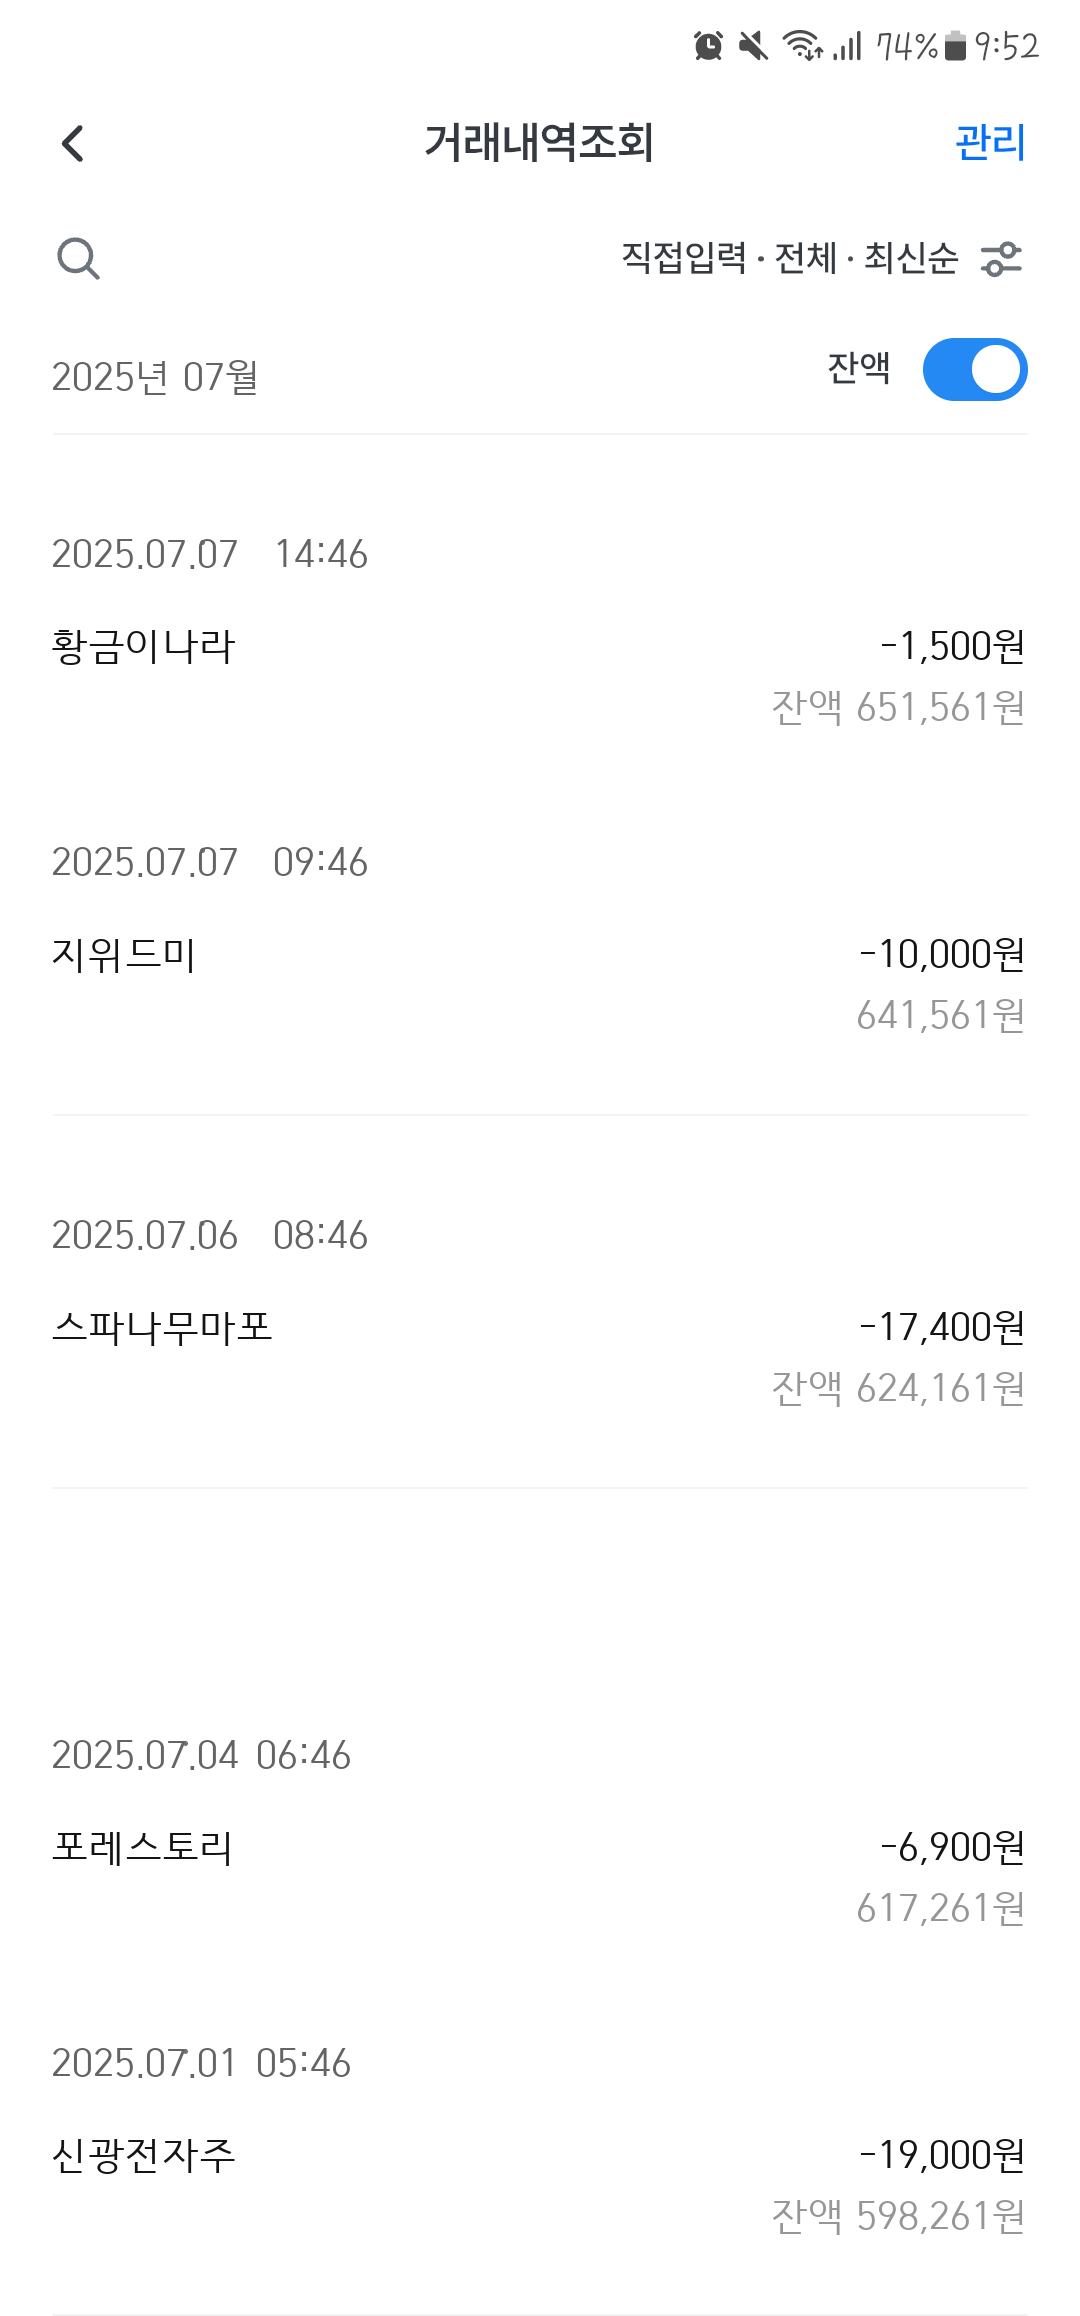 74% 9:52
거래내역조회 관리
직접입력 · 전체 · 최신순
2025년 07월 잔액
2025.07.07 14:46
황금이나라 -1,500원
잔액 651,561원
2025.07.07 09:46
지위드미 -10,000원
641,561원
2025.07.06 08:46
스파나무마포 -17,400원
잔액 624,161원
2025.07.04 06:46
포레스토리 -6,900원
617,261원
2025.07.01 05:46
신광전자주 -19,000원
잔액 598,261원